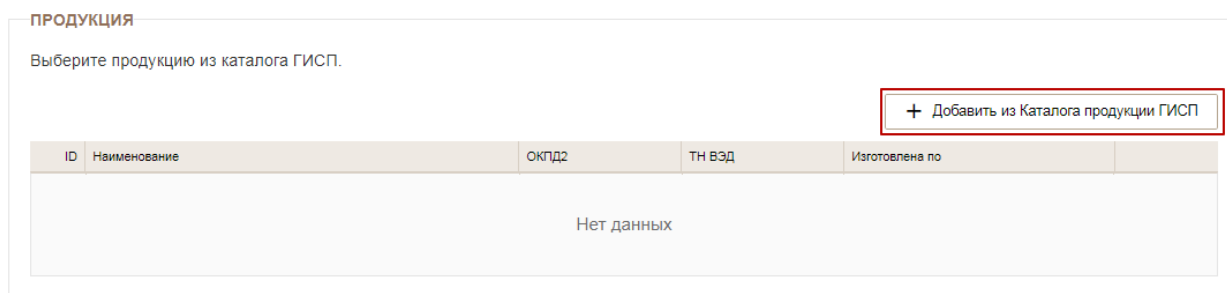 ПРОДУКЦИЯ
Выберите продукцию из каталога ГИСП.
+ Добавить из Каталога продукции ГИСП
ID Наименование ОКПД2 ТН ВЭД Изготовлена по
Нет данных